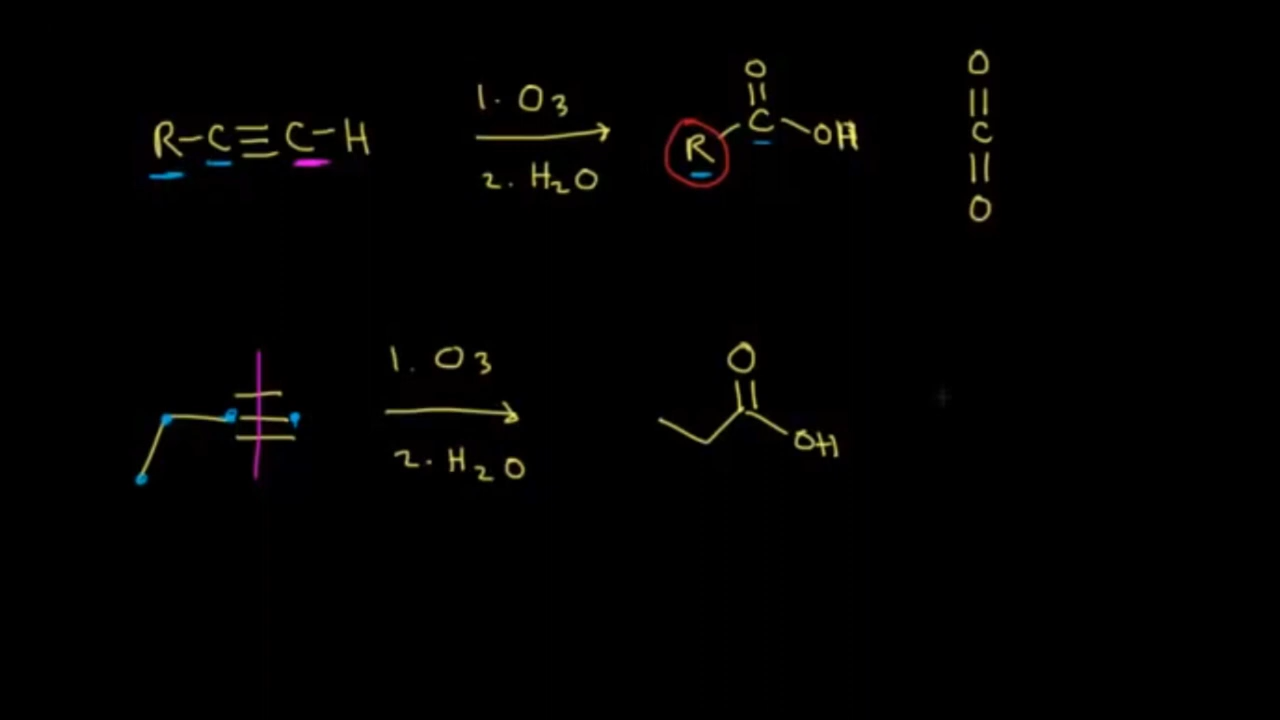 R-C≡C-H
1. O3
2. H2O
O
R
C
OH
O
C
O
1. O3
2. H2O
O
OH